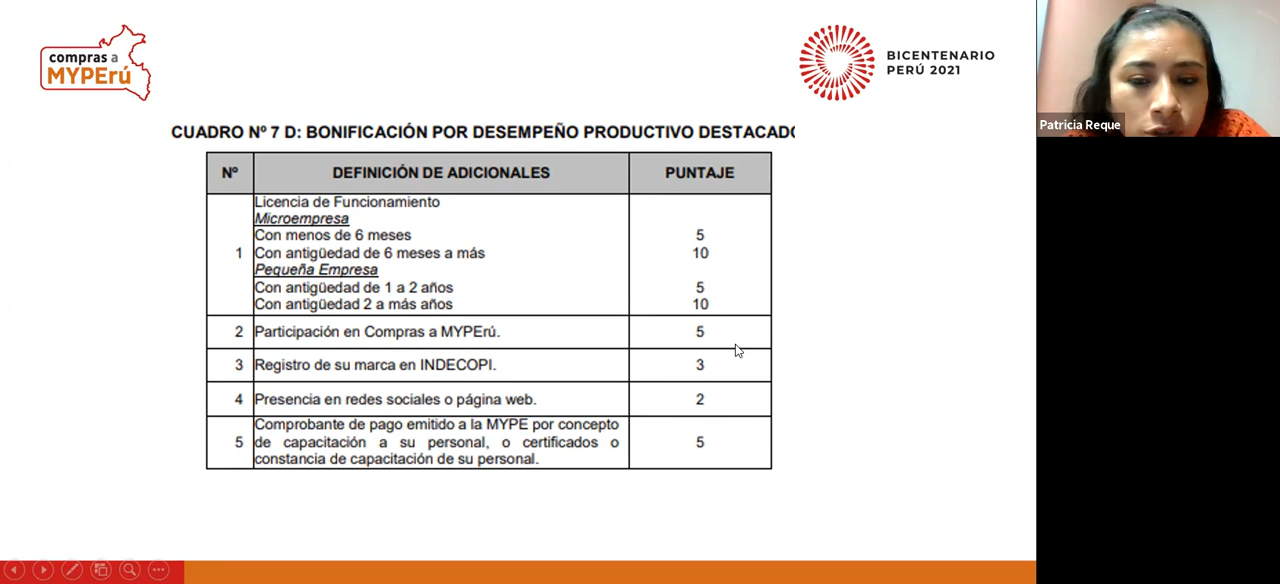 compras a
MYPErú
BICENTENARIO
PERÚ 2021
Patricia Reque
CUADRO Nº 7 D: BONIFICACIÓN POR DESEMPEÑO PRODUCTIVO DESTACADO
Nº DEFINICIÓN DE ADICIONALES PUNTAJE
Licencia de Funcionamiento
Microempresa
Con menos de 6 meses 5
1 Con antigüedad de 6 meses a más 10
Pequeña Empresa
Con antigüedad de 1 a 2 años 5
Con antigüedad 2 a más años 10
2 Participación en Compras a MYPErú. 5
3 Registro de su marca en INDECOPI. 3
4 Presencia en redes sociales o página web. 2
Comprobante de pago emitido a la MYPE por concepto
5 de capacitación a su personal, o certificados o 5
constancia de capacitación de su personal.